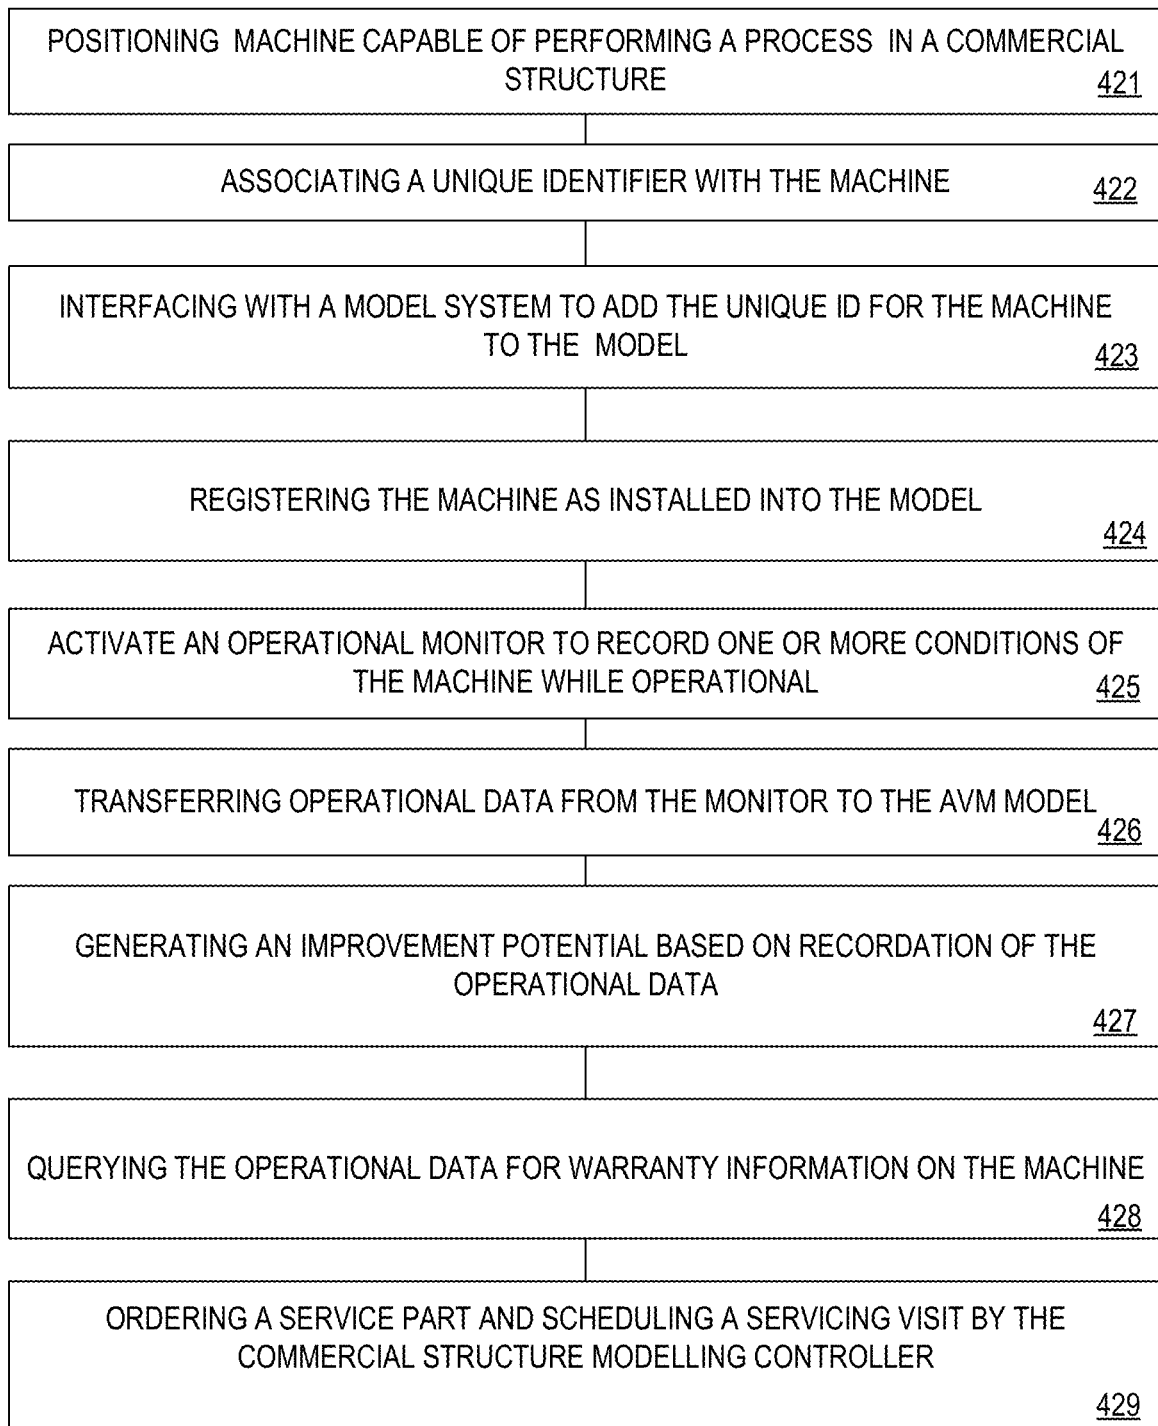 POSITIONING MACHINE CAPABLE OF PERFORMING A PROCESS IN A COMMERCIAL
STRUCTURE
421
ASSOCIATING A UNIQUE IDENTIFIER WITH THE MACHINE
422
INTERFACING WITH A MODEL SYSTEM TO ADD THE UNIQUE ID FOR THE MACHINE
TO THE MODEL
423
REGISTERING THE MACHINE AS INSTALLED INTO THE MODEL
424
ACTIVATE AN OPERATIONAL MONITOR TO RECORD ONE OR MORE CONDITIONS OF
THE MACHINE WHILE OPERATIONAL
425
TRANSFERRING OPERATIONAL DATA FROM THE MONITOR TO THE AVM MODEL
426
GENERATING AN IMPROVEMENT POTENTIAL BASED ON RECORDATION OF THE
OPERATIONAL DATA
427
QUERYING THE OPERATIONAL DATA FOR WARRANTY INFORMATION ON THE MACHINE
428
ORDERING A SERVICE PART AND SCHEDULING A SERVICING VISIT BY THE
COMMERCIAL STRUCTURE MODELLING CONTROLLER
429